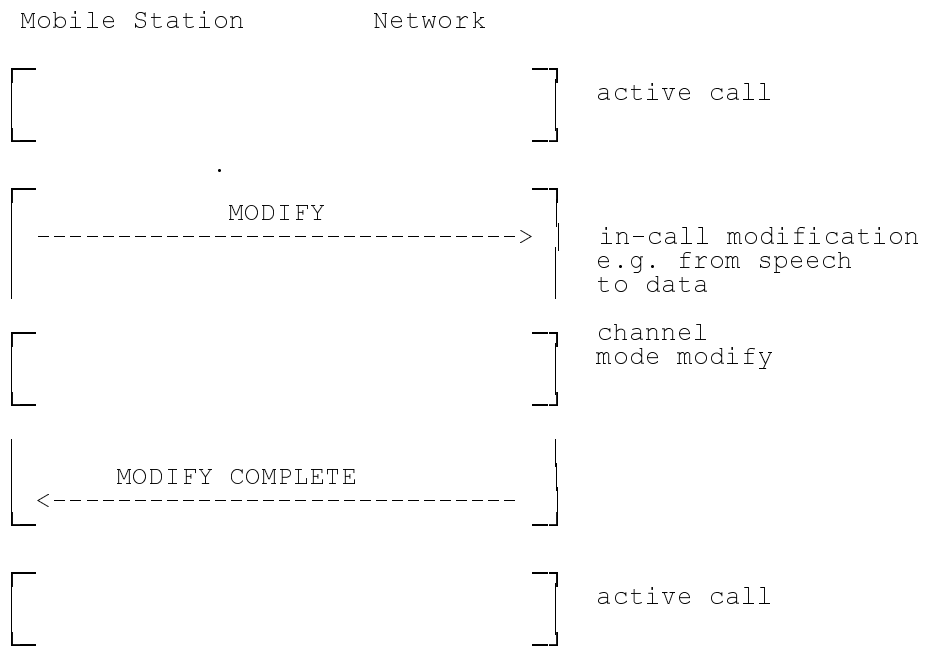 Mobile Station Network
active call
.
MODIFY
------------------------------>
in-call modification
e.g. from speech
to data
channel
mode modify
MODIFY COMPLETE
<-----------------------------
active call